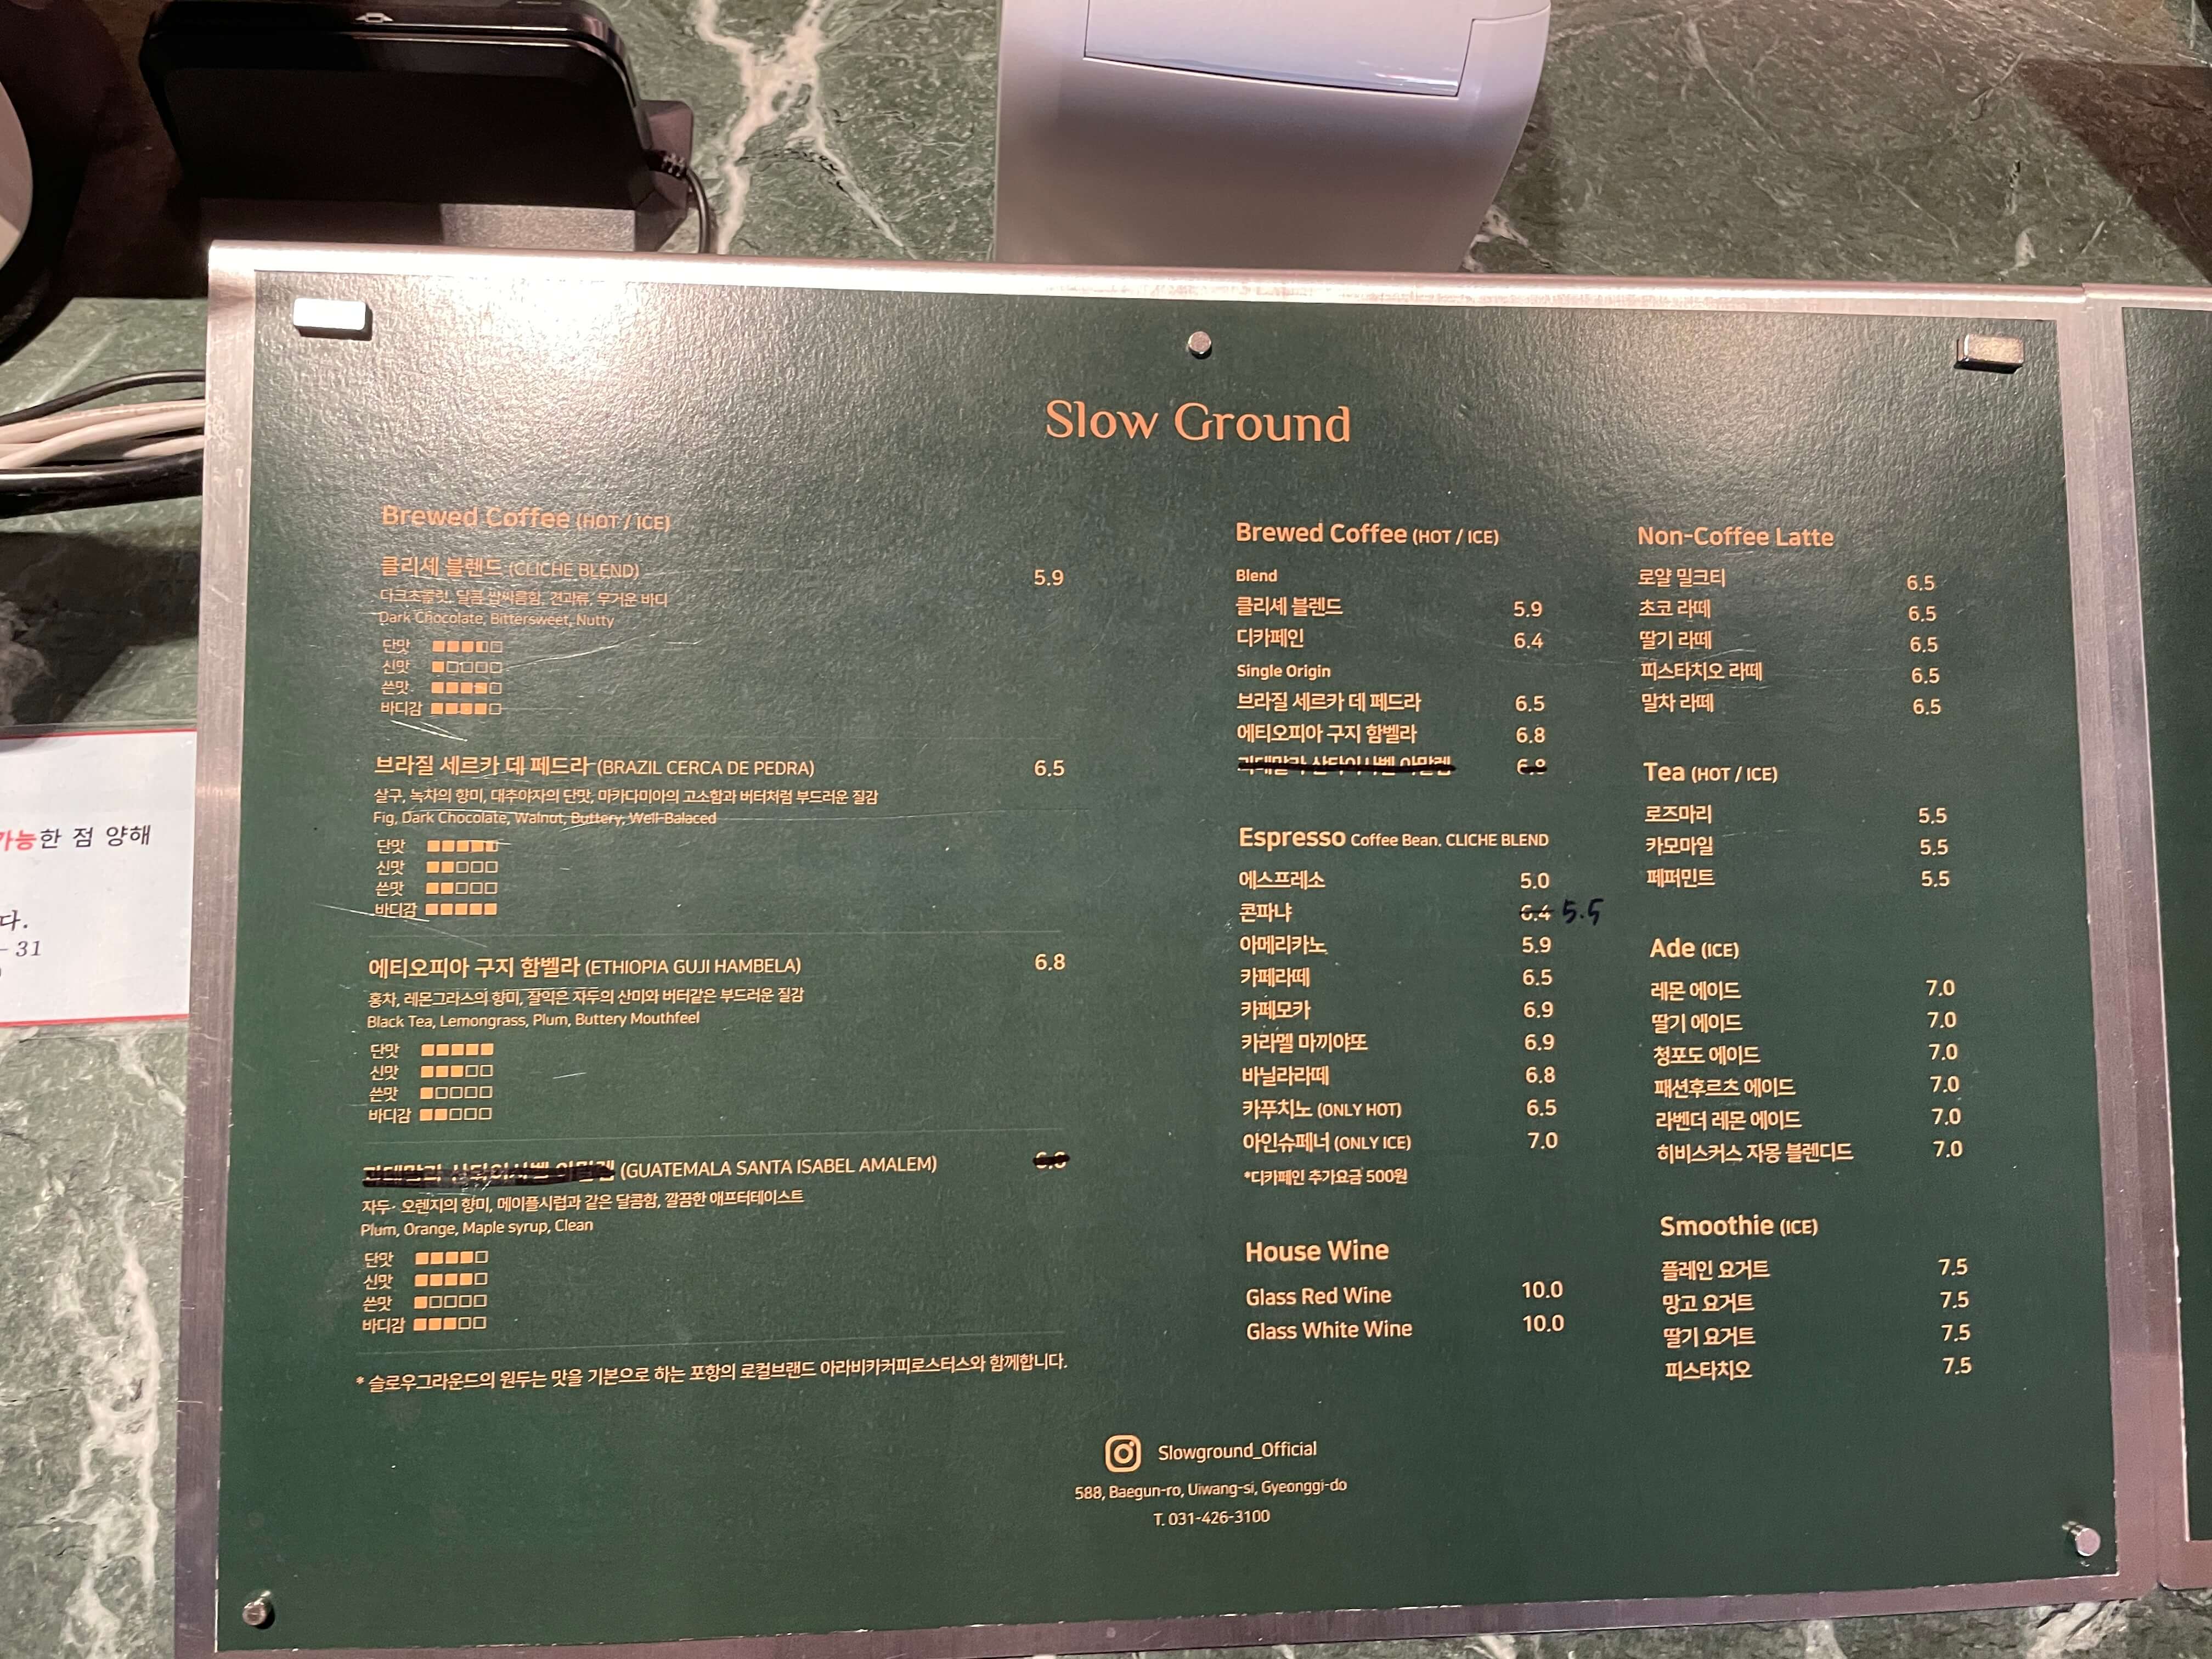 Slow Ground
Brewed Coffee (HOT / ICE)
클리셰 블렌드 (CLICHE BLEND) 5.9
다크초콜릿, 달콤 쌉싸름함, 견과류, 무거운 바디
Dark Chocolate, Bittersweet, Nutty
단맛
신맛
쓴맛
바디감
브라질 세르카 데 페드라 (BRAZIL CERCA DE PEDRA) 6.5
살구, 녹차의 향미, 대추야자의 단맛, 마카다미아의 고소함과 버터처럼 부드러운 질감
Fig, Dark Chocolate, Walnut, Buttery, Well-Balaced
단맛
신맛
쓴맛
바디감
에티오피아 구지 함벨라 (ETHIOPIA GUJI HAMBELA) 6.8
홍차, 레몬그라스의 향미, 잘익은 자두의 산미와 버터같은 부드러운 질감
Black Tea, Lemongrass, Plum, Buttery Mouthfeel
단맛
신맛
쓴맛
바디감
(GUATEMALA SANTA ISABEL AMALEM)
자두· 오렌지의 향미, 메이플시럽과 같은 달콤함, 깔끔한 애프터테이스트
Plum, Orange, Maple syrup, Clean
단맛
신맛
쓴맛
바디감
* 슬로우그라운드의 원두는 맛을 기본으로 하는 포항의 로컬브랜드 아라비카커피로스터스와 함께합니다.
Brewed Coffee (HOT / ICE)
Blend
클리셰 블렌드 5.9
디카페인 6.4
Single Origin
브라질 세르카 데 페드라 6.5
에티오피아 구지 함벨라 6.8
Espresso Coffee Bean. CLICHE BLEND
에스프레소 5.0
콘파냐 6.4 5.5
아메리카노 5.9
카페라떼 6.5
카페모카 6.9
카라멜 마끼야또 6.9
바닐라라떼 6.8
카푸치노 (ONLY HOT) 6.5
아인슈페너 (ONLY ICE) 7.0
*디카페인 추가요금 500원
House Wine
Glass Red Wine 10.0
Glass White Wine 10.0
Non-Coffee Latte
로얄 밀크티 6.5
초코 라떼 6.5
딸기 라떼 6.5
피스타치오 라떼 6.5
말차 라떼 6.5
Tea (HOT / ICE)
로즈마리 5.5
카모마일 5.5
페퍼민트 5.5
Ade (ICE)
레몬 에이드 7.0
딸기 에이드 7.0
청포도 에이드 7.0
패션후르츠 에이드 7.0
라벤더 레몬 에이드 7.0
히비스커스 자몽 블렌디드 7.0
Smoothie (ICE)
플레인 요거트 7.5
망고 요거트 7.5
딸기 요거트 7.5
피스타치오 7.5
Slowground_Official
588, Baegun-ro, Uiwang-si, Gyeonggi-do
T. 031-426-3100
가능한 점 양해
다.
- 31